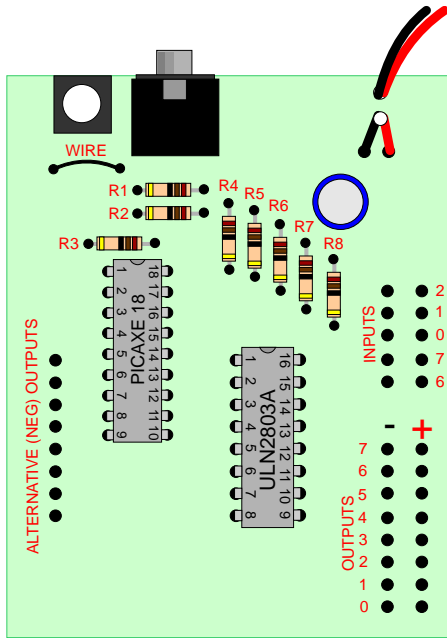 WIRE
R1
R2
R3
R4
R5
R6
R7
R8
1 18
2 17
3 16
4 15
5 14
6 13
7 12
8 11
9 10
PICAXE 18
1 16
2 15
3 14
4 13
5 12
6 11
7 10
8 9
ULN2803A
INPUTS
2
1
0
7
6
ALTERNATIVE (NEG) OUTPUTS
- +
OUTPUTS
7
6
5
4
3
2
1
0